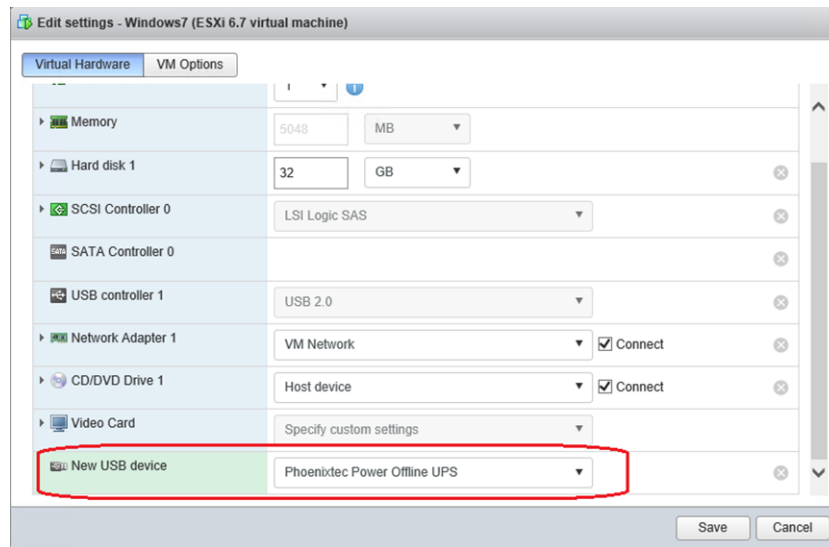 Edit settings - Windows7 (ESXi 6.7 virtual machine)
Virtual Hardware VM Options
Memory 5048 MB
Hard disk 1 32 GB
SCSI Controller 0 LSI Logic SAS
SATA Controller 0
USB controller 1 USB 2.0
Network Adapter 1 VM Network Connect
CD/DVD Drive 1 Host device Connect
Video Card Specify custom settings
New USB device Phoenixtec Power Offline UPS
Save Cancel